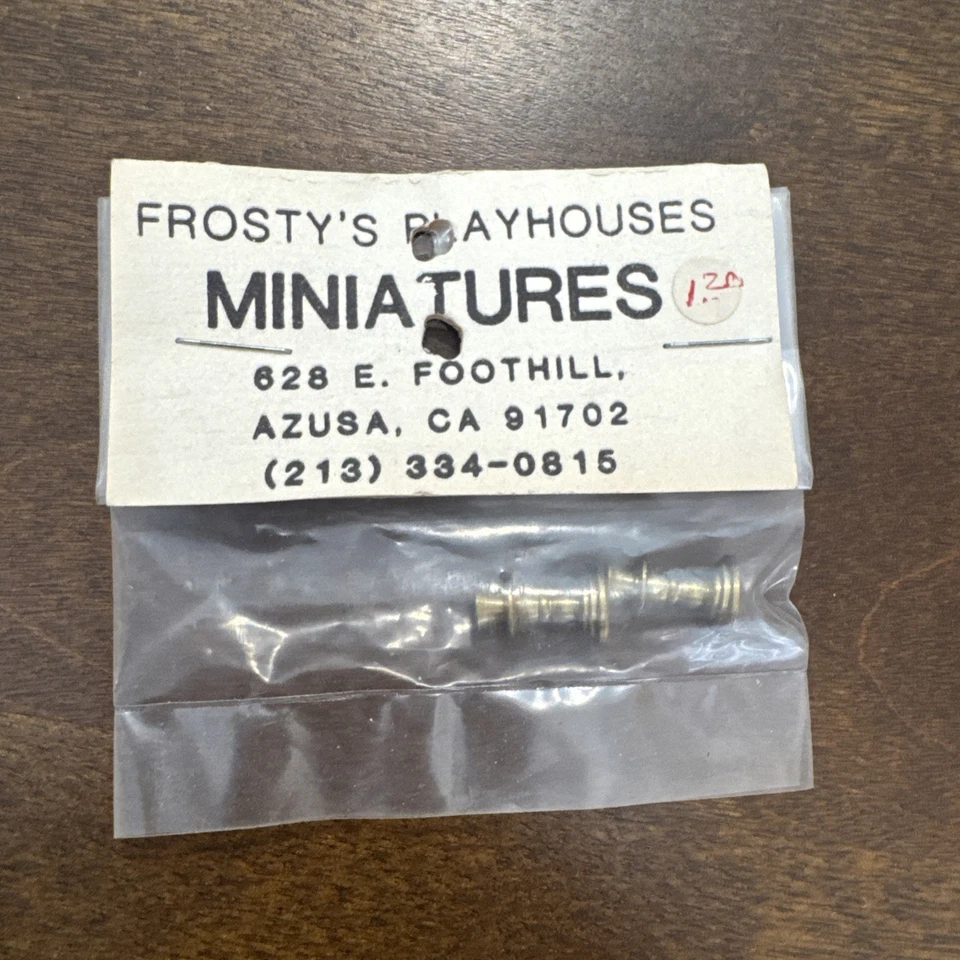 FROSTY'S PLAYHOUSES
MINIATURES
628 E. FOOTHILL,
AZUSA, CA 91702
(213) 334-0815